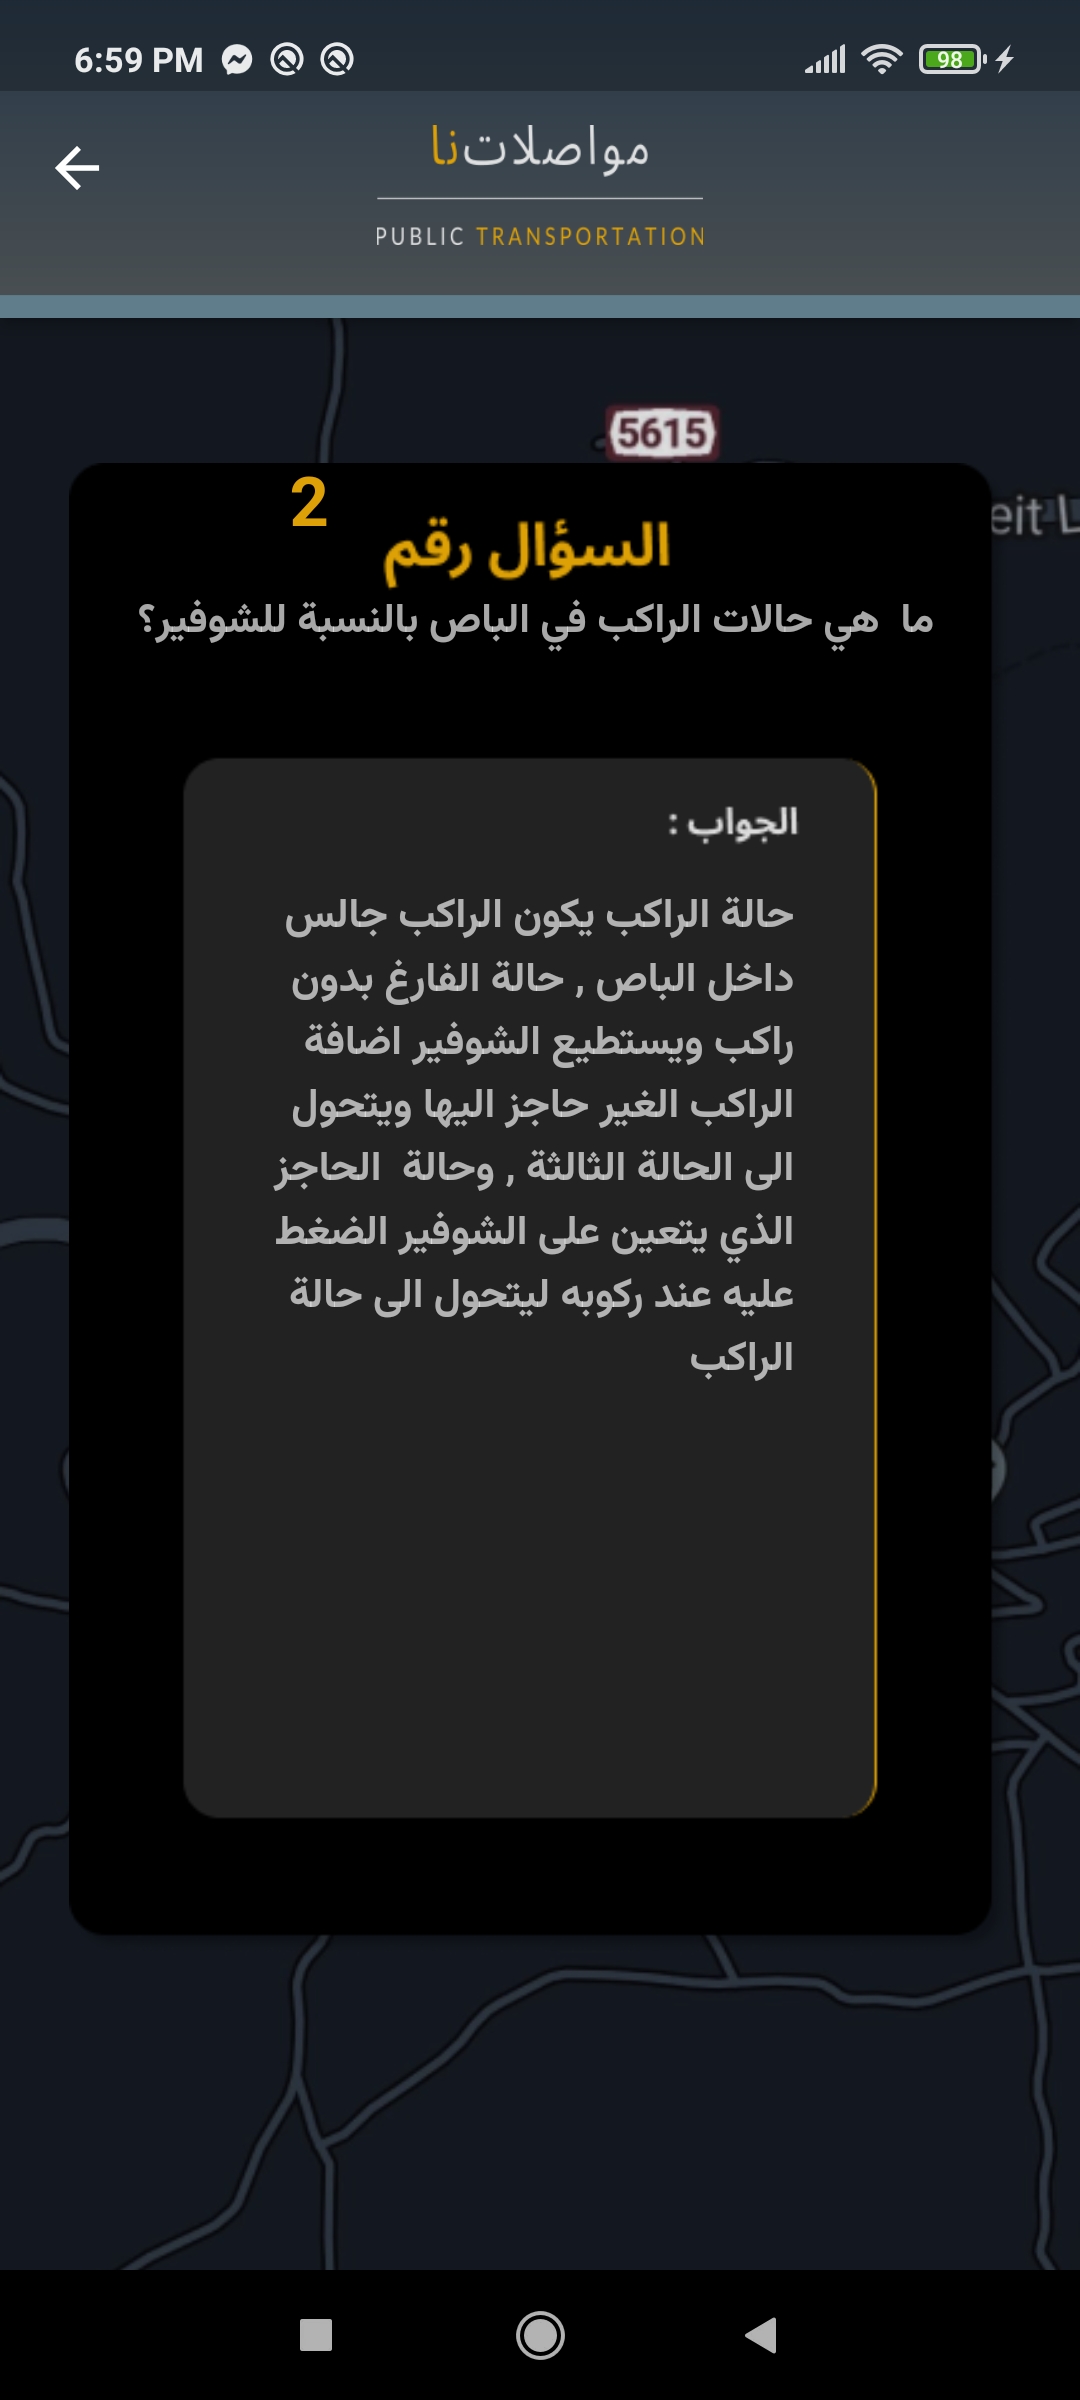 6:59 PM
98
مواصلاتنا
PUBLIC TRANSPORTATION
5615
eit L
2
السؤال رقم
ما هي حالات الراكب في الباص بالنسبة للشوفير؟
الجواب :
حالة الراكب يكون الراكب جالس
داخل الباص , حالة الفارغ بدون
راكب ويستطيع الشوفير اضافة
الراكب الغير حاجز اليها ويتحول
الى الحالة الثالثة , وحالة الحاجز
الذي يتعين على الشوفير الضغط
عليه عند ركوبه ليتحول الى حالة
الراكب